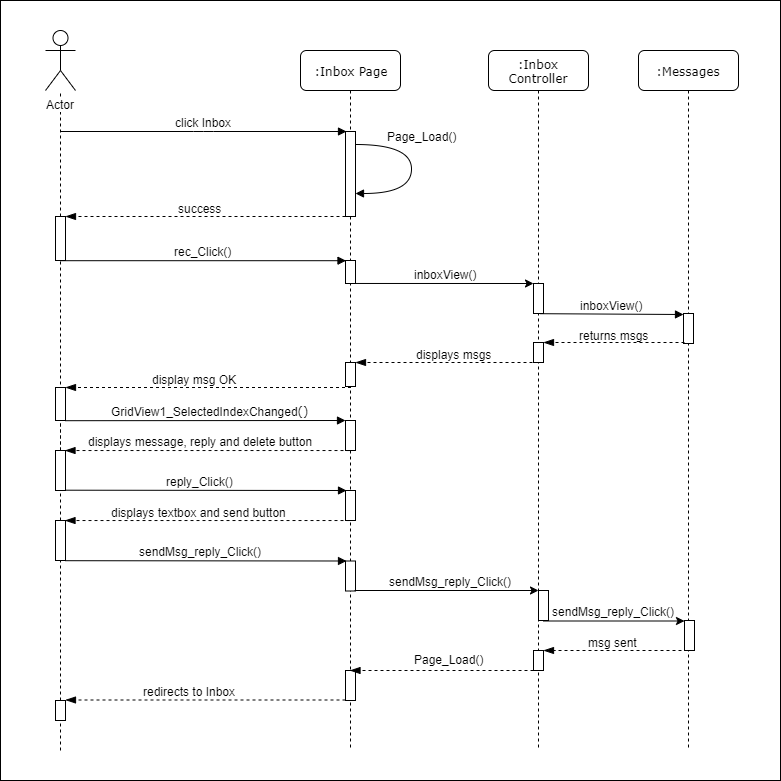 Actor
:Inbox Page
:Inbox
Controller
:Messages
click Inbox
Page_Load()
success
rec_Click()
inboxView()
inboxView()
returns msgs
displays msgs
display msg OK
GridView1_SelectedIndexChanged()
displays message, reply and delete button
reply_Click()
displays textbox and send button
sendMsg_reply_Click()
sendMsg_reply_Click()
sendMsg_reply_Click()
msg sent
Page_Load()
redirects to Inbox